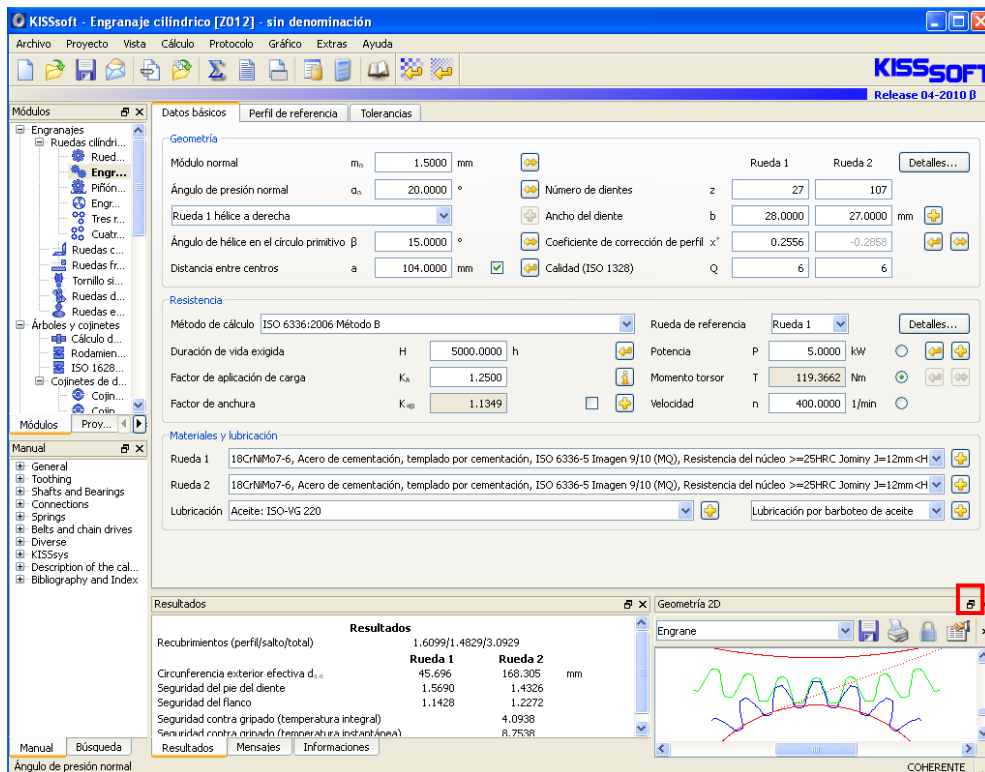 KISSsoft - Engranaje cilíndrico [Z012] - sin denominación
Archivo Proyecto Vista Cálculo Protocolo Gráfico Extras Ayuda
KISSSOFT
Release 04-2010 β
Módulos
Engranajes
Ruedas cilíndri...
Rued...
Engr...
Piñón...
Engr...
Tres r...
Cuatr...
Ruedas c...
Ruedas fr...
Tornillo si...
Ruedas d...
Ruedas e...
Árboles y cojinetes
Cálculo d...
Rodamien...
ISO 1628...
Cojinetes de d...
Cojin...
Cojin...
Módulos Proy...
Manual
General
Toothing
Shafts and Bearings
Connections
Springs
Belts and chain drives
Diverse
KISSsys
Description of the cal...
Bibliography and Index
Manual Búsqueda
Datos básicos Perfil de referencia Tolerancias
Geometría
Módulo normal mn 1.5000 mm Rueda 1 Rueda 2 Detalles...
Ángulo de presión normal αn 20.0000 ° Número de dientes z 27 107
Rueda 1 hélice a derecha Ancho del diente b 28.0000 27.0000 mm
Ángulo de hélice en el círculo primitivo β 15.0000 ° Coeficiente de corrección de perfil x* 0.2556 -0.2858
Distancia entre centros a 104.0000 mm Calidad (ISO 1328) Q 6 6
Resistencia
Método de cálculo ISO 6336:2006 Método B Rueda de referencia Rueda 1 Detalles...
Duración de vida exigida H 5000.0000 h Potencia P 5.0000 kW
Factor de aplicación de carga KA 1.2500 Momento torsor T 119.3662 Nm
Factor de anchura KHβ 1.1349 Velocidad n 400.0000 1/min
Materiales y lubricación
Rueda 1 18CrNiMo7-6, Acero de cementación, templado por cementación, ISO 6336-5 Imagen 9/10 (MQ), Resistencia del núcleo >=25HRC Jominy J=12mm<H
Rueda 2 18CrNiMo7-6, Acero de cementación, templado por cementación, ISO 6336-5 Imagen 9/10 (MQ), Resistencia del núcleo >=25HRC Jominy J=12mm<H
Lubricación Aceite: ISO-VG 220 Lubricación por barboteo de aceite
Resultados
Resultados
Recubrimientos (perfil/salto/total) 1.6099/1.4829/3.0929
Rueda 1 Rueda 2
Circunferencia exterior efectiva d 45.696 168.305 mm
Seguridad del pie del diente 1.5690 1.4326
Seguridad del flanco 1.1428 1.2272
Seguridad contra gripado (temperatura integral) 4.0938
Seguridad contra gripado (temperatura instantánea) 8.7538
Resultados Mensajes Informaciones
Geometría 2D
Engrane
Ángulo de presión normal COHERENTE